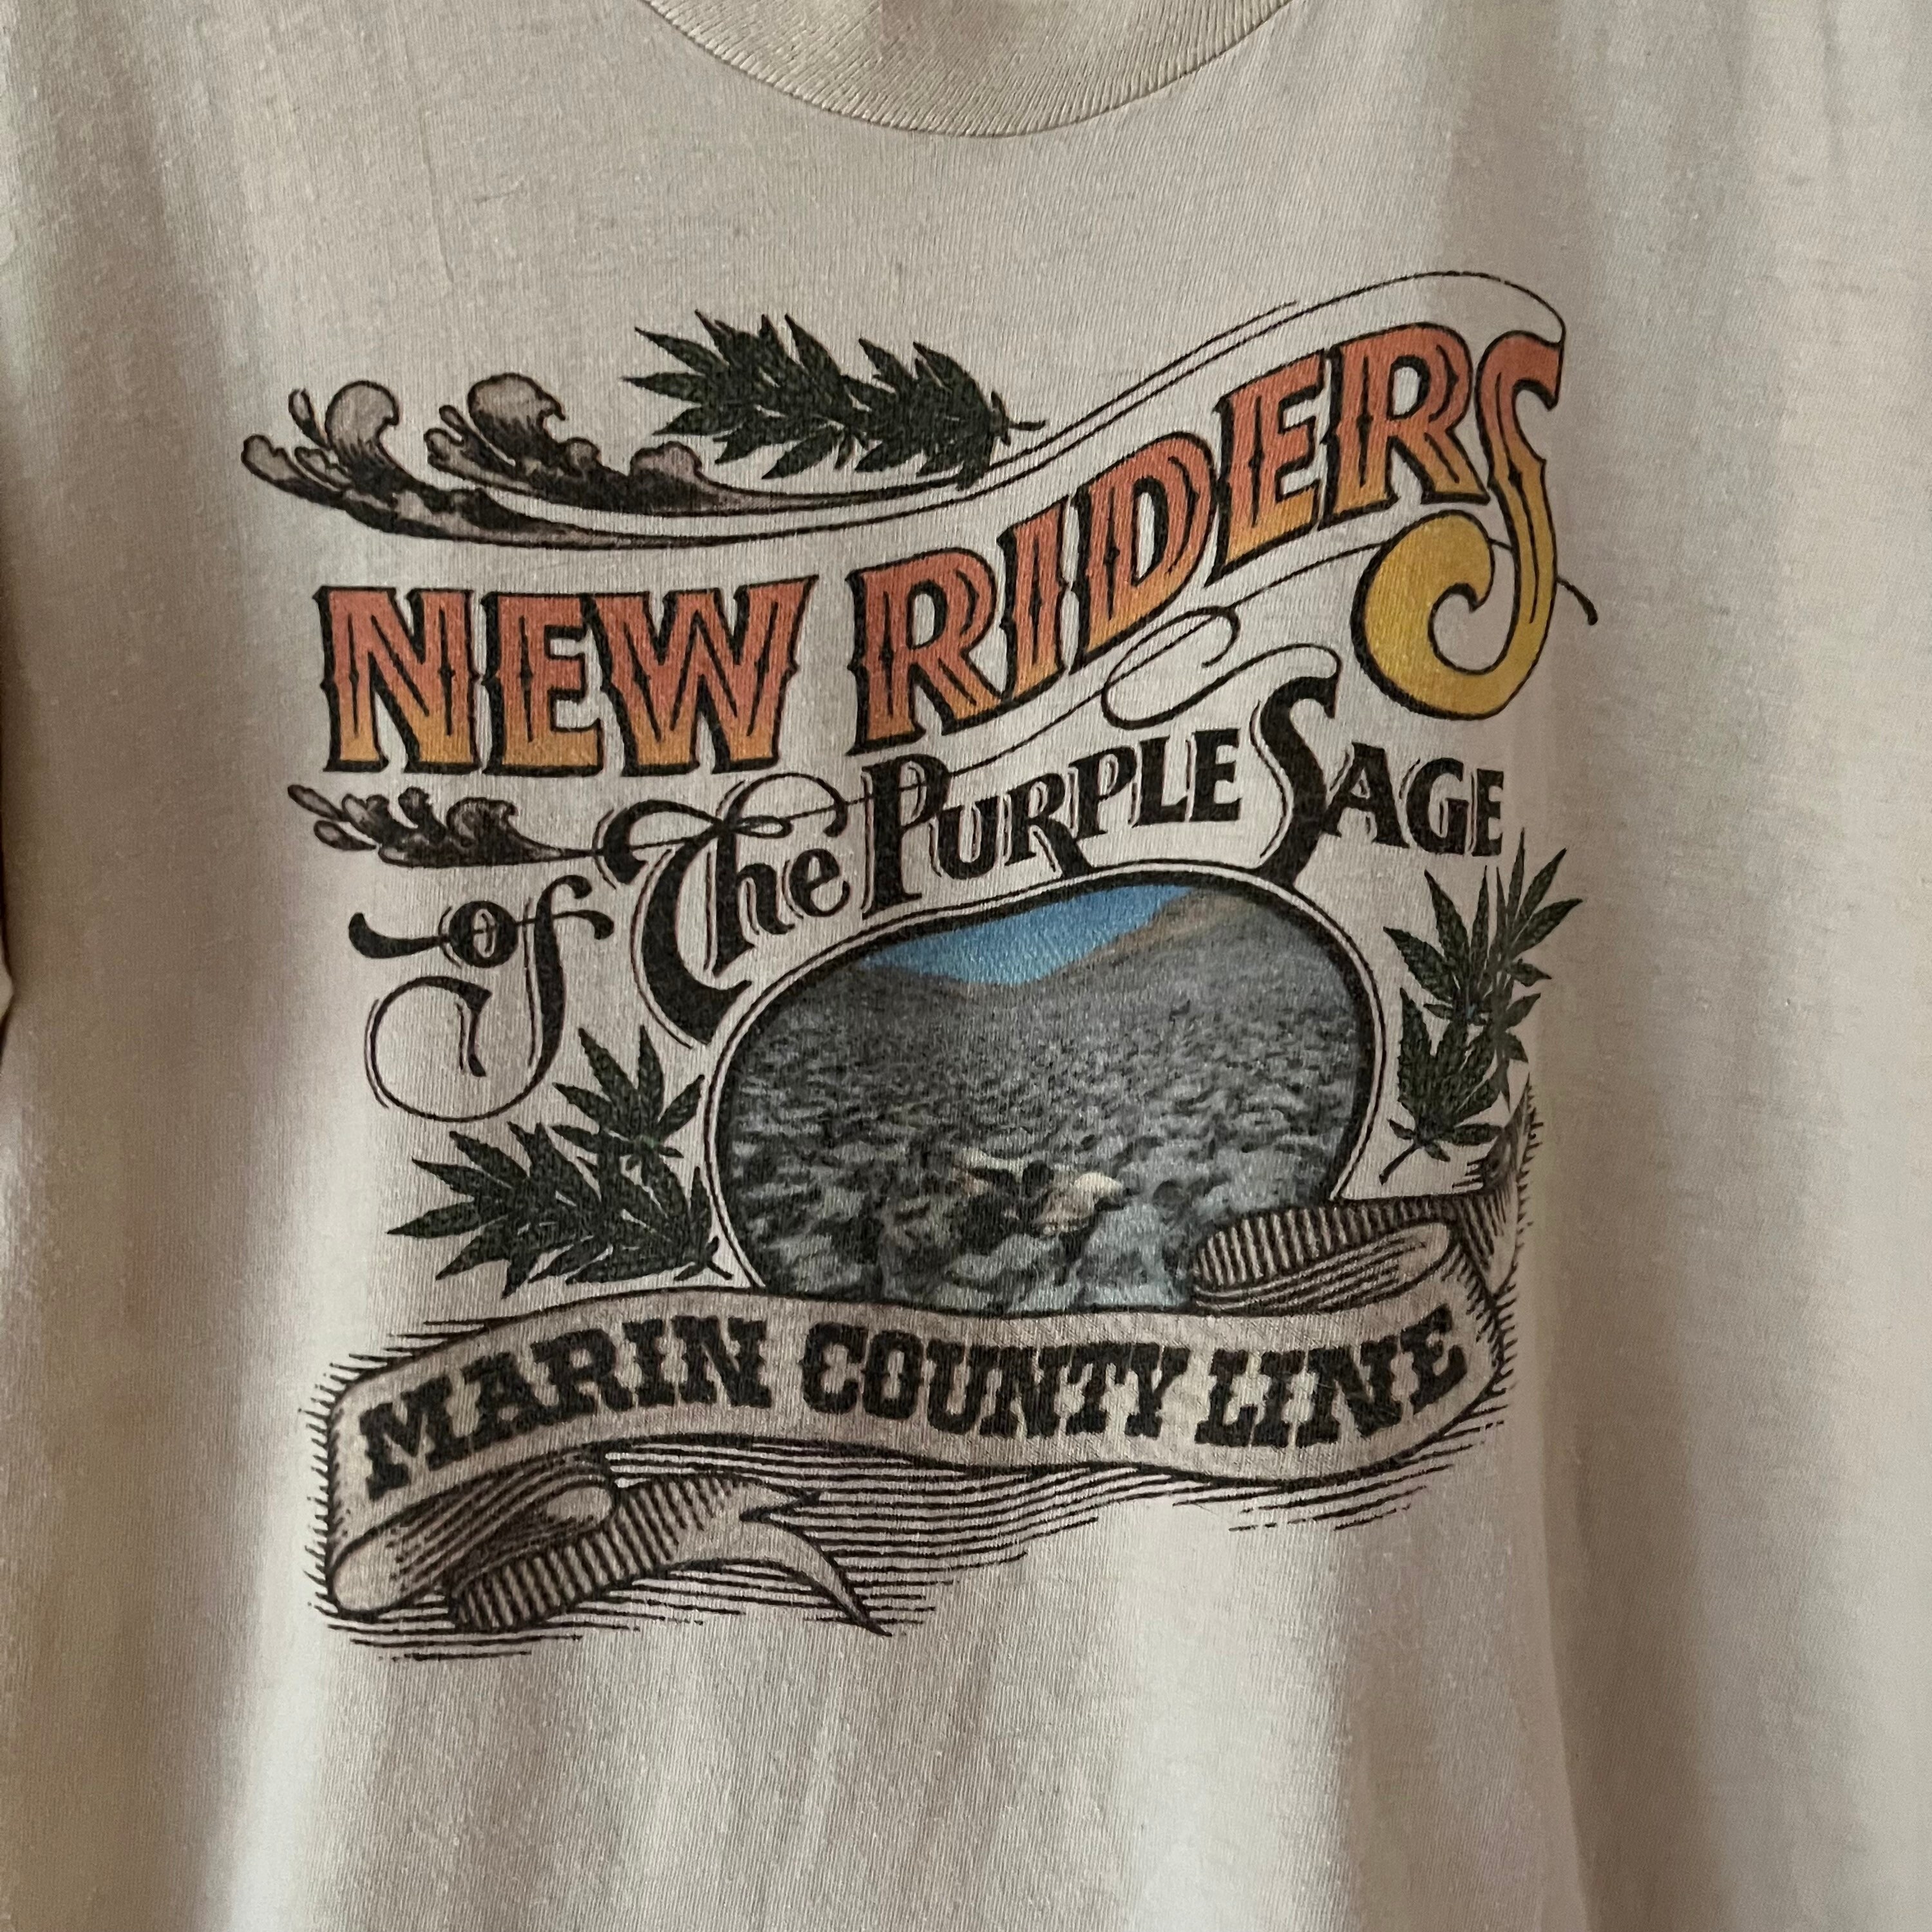 NEW RIDERS
of The PURPLE SAGE
MARIN COUNTY LINE